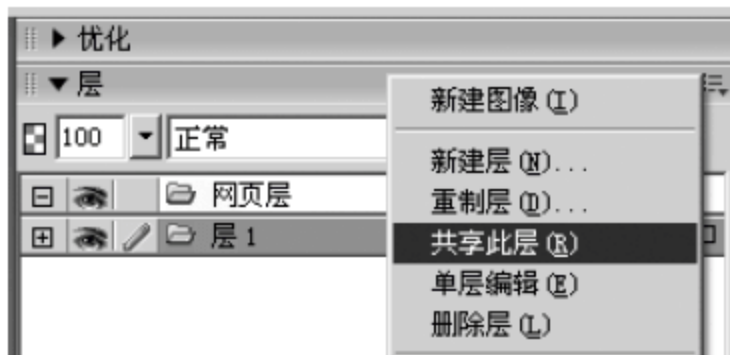 优化
层
新建图像(I)
100 正常
新建层(N)...
网页层
重制层(D)...
层 1
共享此层(R)
单层编辑(E)
删除层(L)